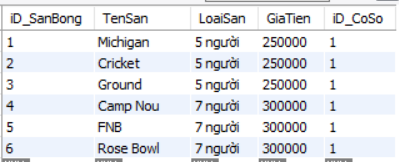 iD_SanBong TenSan LoaiSan GiaTien iD_CoSo
1 Michigan 5 người 250000 1
2 Cricket 5 người 250000 1
3 Ground 5 người 250000 1
4 Camp Nou 7 người 300000 1
5 FNB 7 người 300000 1
6 Rose Bowl 7 người 300000 1